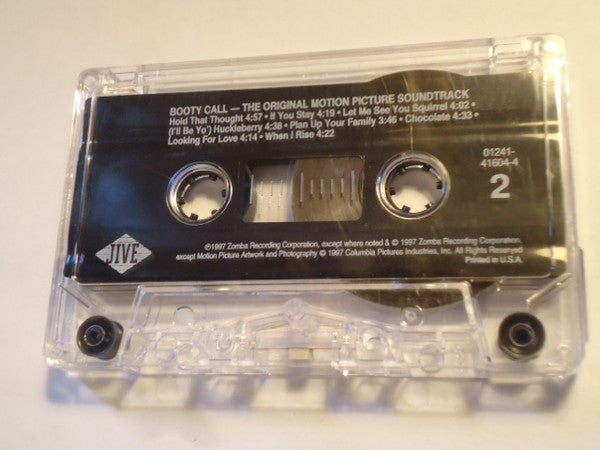 BOOTY CALL — THE ORIGINAL MOTION PICTURE SOUNDTRACK
Hold That Thought 4:57 • If You Stay 4:19 • Let Me See You Squirrel 4:02 •
(I'll Be Yo') Huckleberry 4:38 • Plan Up Your Family 3:46 • Chocolate 4:33 •
Looking For Love 4:14 • When I Rise 4:22
01241-
41604-4
2
JIVE
℗1997 Zomba Recording Corporation, except where noted & © 1997 Zomba Recording Corporation.
except Motion Picture Artwork and Photography © 1997 Columbia Pictures Industries, Inc. All Rights Reserved
Printed in U.S.A.